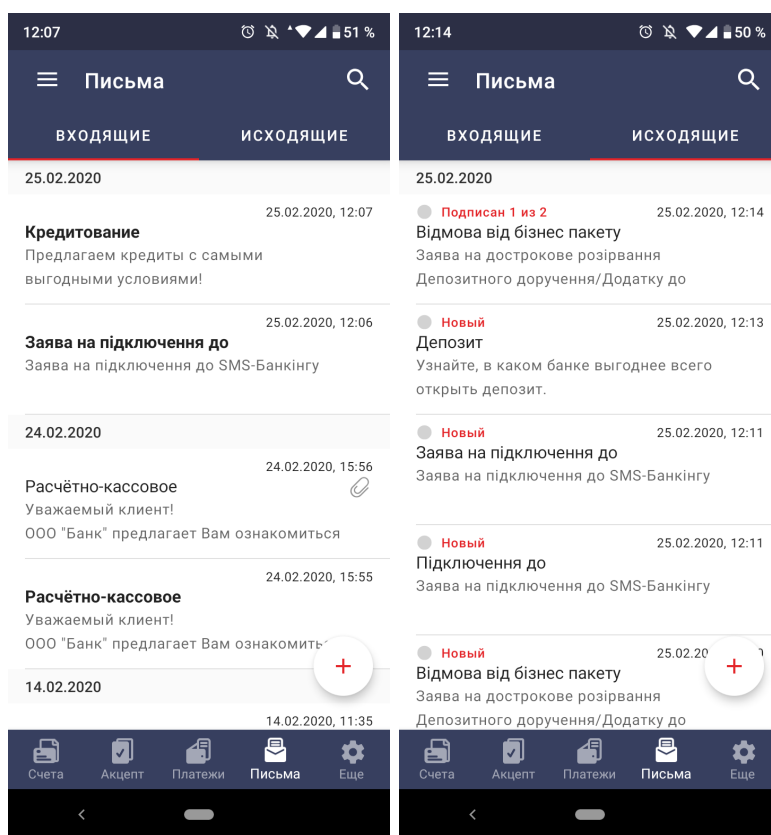 12:07
51 %
Письма
ВХОДЯЩИЕ
ИСХОДЯЩИЕ
25.02.2020
25.02.2020, 12:07
Кредитование
Предлагаем кредиты с самыми
выгодными условиями!
25.02.2020, 12:06
Заява на підключення до
Заява на підключення до SMS-Банкінгу
24.02.2020
24.02.2020, 15:56
Расчётно-кассовое
Уважаемый клиент!
ООО "Банк" предлагает Вам ознакомиться
24.02.2020, 15:55
Расчётно-кассовое
Уважаемый клиент!
ООО "Банк" предлагает Вам
14.02.2020
14.02.2020, 11:35
Счета
Акцепт
Платежи
Письма
Еще
12:14
50 %
Письма
ВХОДЯЩИЕ
ИСХОДЯЩИЕ
25.02.2020
Подписан 1 из 2
25.02.2020, 12:14
Відмова від бізнес пакету
Заява на дострокове розірвання
Депозитного доручення/Додатку до
Новый
25.02.2020, 12:13
Депозит
Узнайте, в каком банке выгоднее всего
открыть депозит.
Новый
25.02.2020, 12:11
Заява на підключення до
Заява на підключення до SMS-Банкінгу
Новый
25.02.2020, 12:11
Підключення до
Заява на підключення до SMS-Банкінгу
Новый
Відмова від бізнес пакету
Заява на дострокове розірвання
Депозитного доручення/Додатку до
Счета
Акцепт
Платежи
Письма
Еще